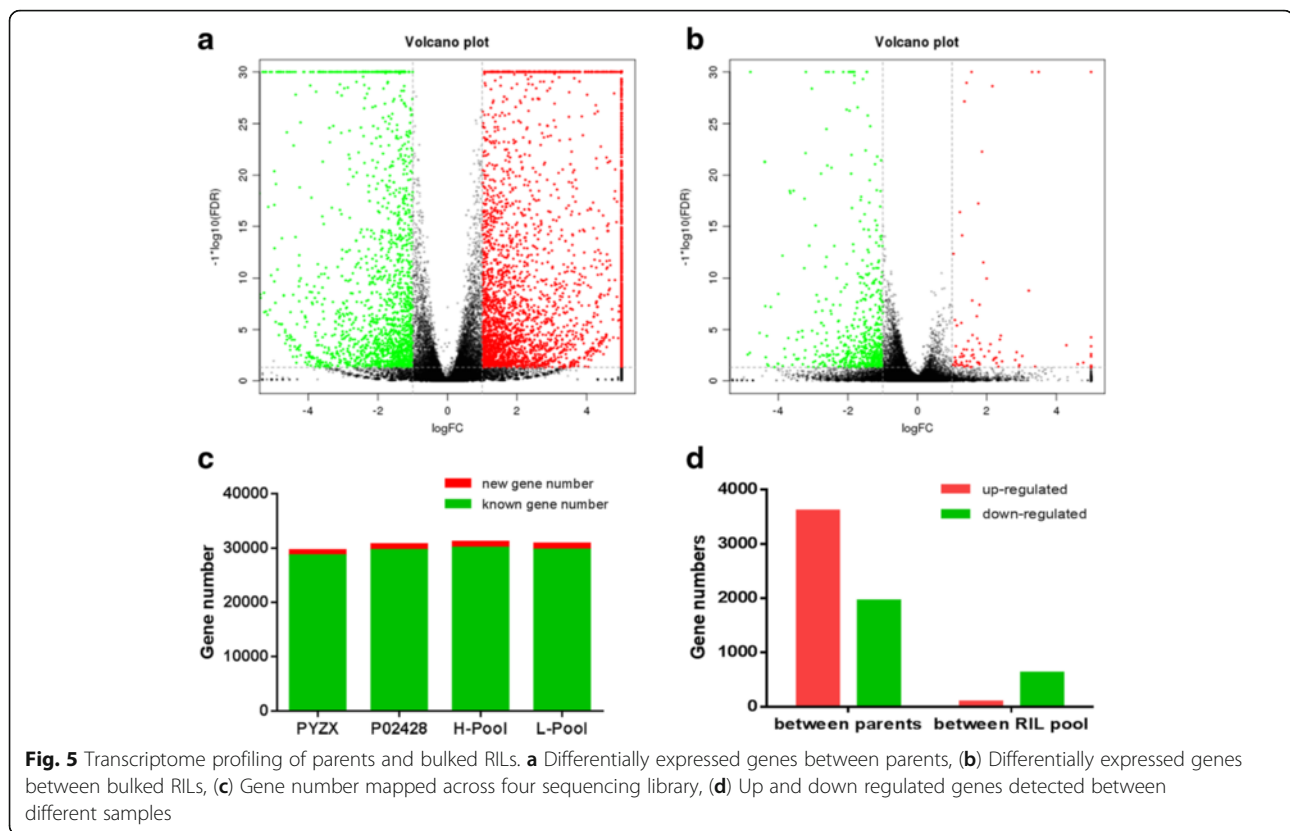 a
Volcano plot
30
25
20
15
10
5
0
-1*log10(FDR)
-4 -2 0 2 4
logFC
b
Volcano plot
30
25
20
15
10
5
0
-1*log10(FDR)
-4 -2 0 2 4
logFC
c
new gene number
known gene number
40000
30000
20000
10000
0
Gene number
PYZX P02428 H-Pool L-Pool
d
up-regulated
down-regulated
4000
3000
2000
1000
0
Gene numbers
between parents between RIL pool
Fig. 5 Transcriptome profiling of parents and bulked RILs. a Differentially expressed genes between parents, (b) Differentially expressed genes
between bulked RILs, (c) Gene number mapped across four sequencing library, (d) Up and down regulated genes detected between
different samples